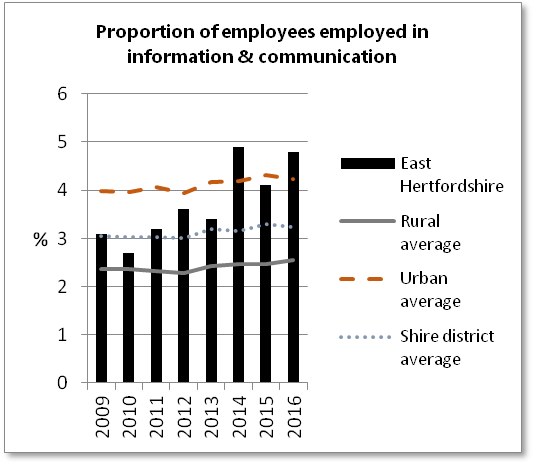 Proportion of employees employed in
information & communication
6
5
4
3
2
1
0
%
2009
2010
2011
2012
2013
2014
2015
2016
East
Hertfordshire
Rural
average
Urban
average
Shire district
average